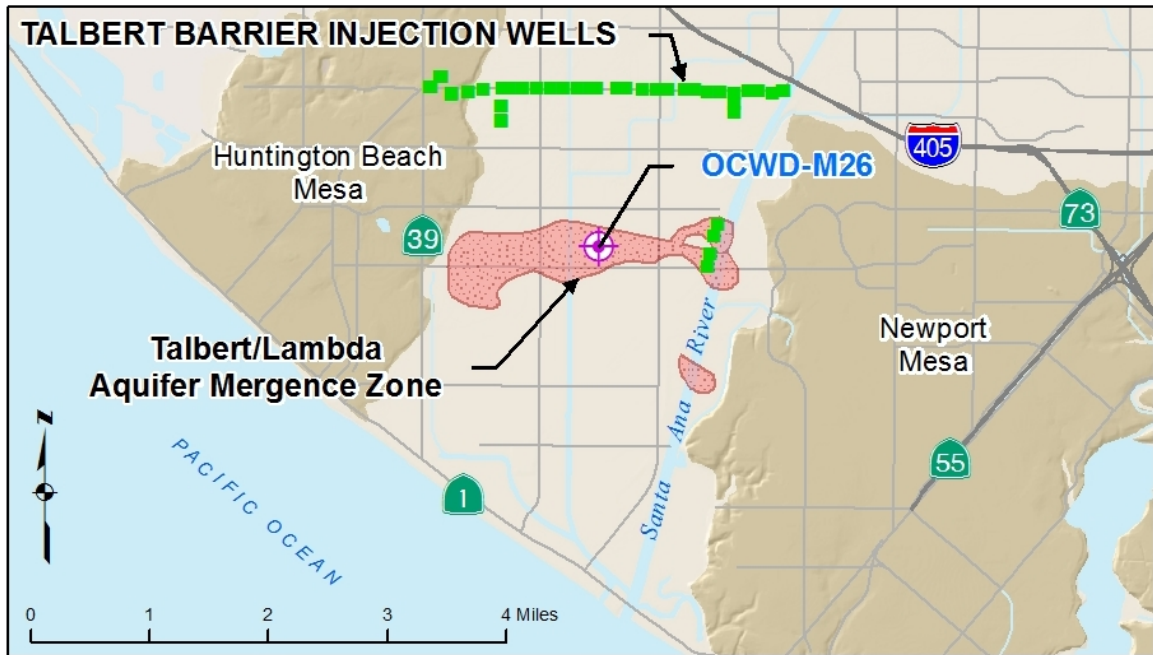 TALBERT BARRIER INJECTION WELLS
405
Huntington Beach
Mesa
OCWD-M26
73
39
Talbert/Lambda
Aquifer Mergence Zone
Newport
Mesa
Santa Ana River
55
1
N
PACIFIC OCEAN
0 1 2 3 4 Miles